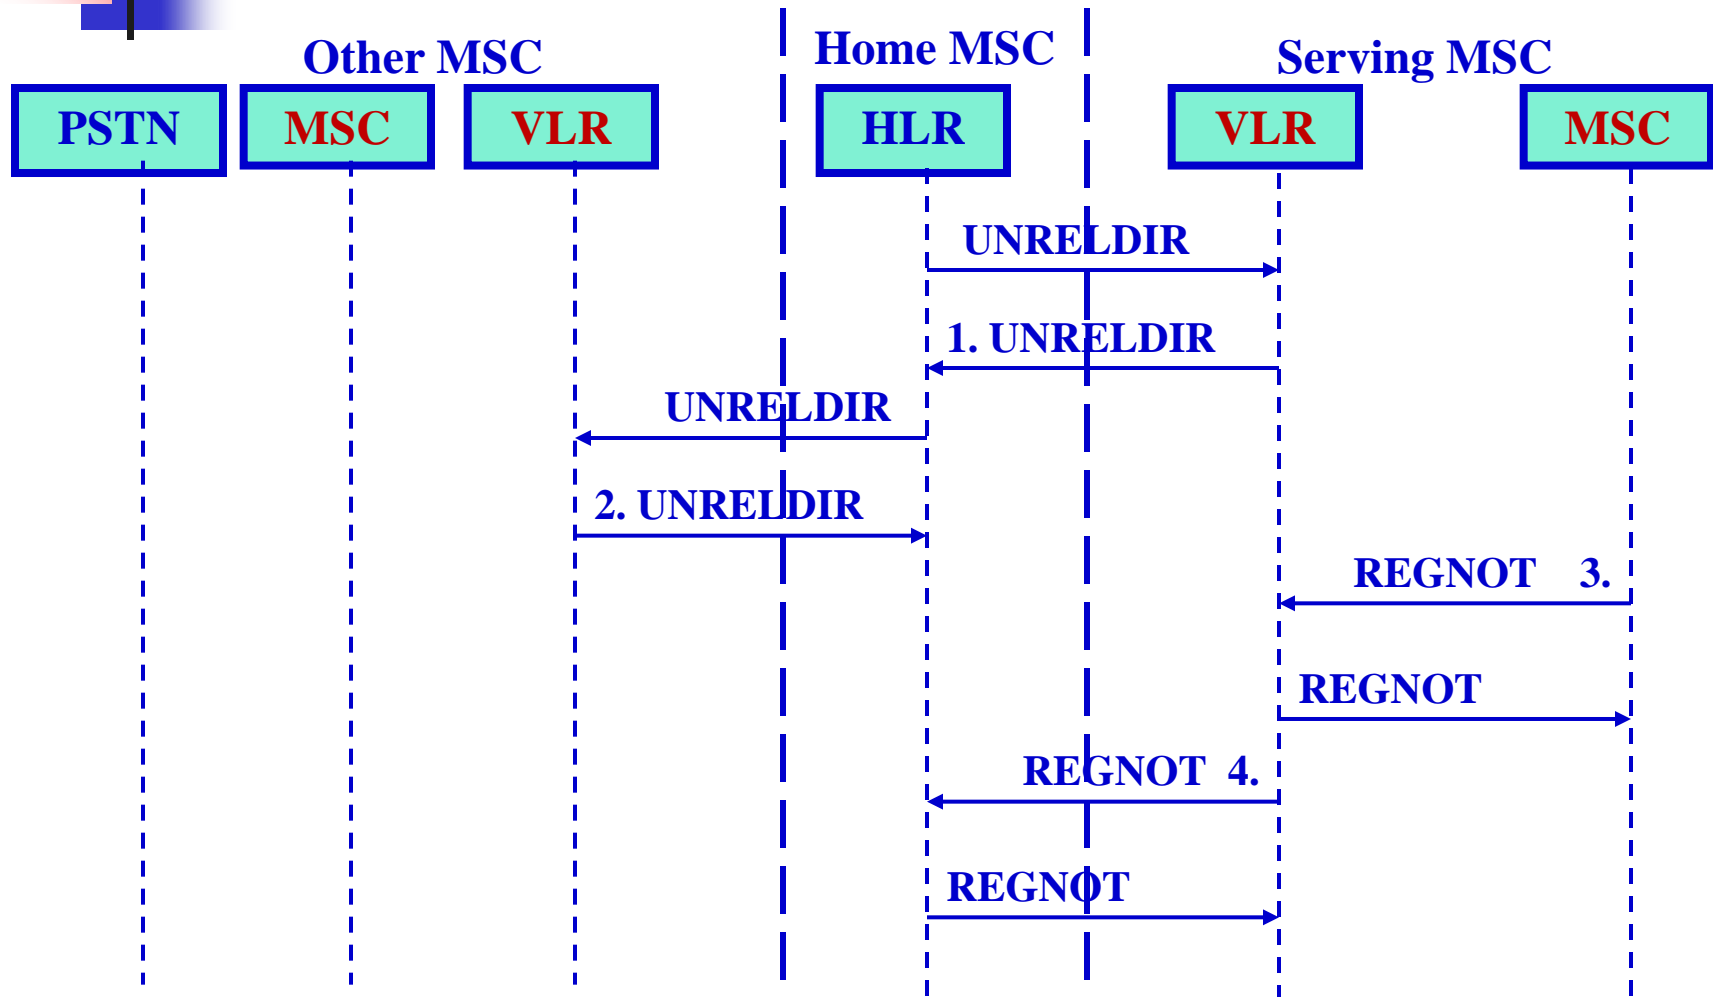 Other MSC
Home MSC
Serving MSC
PSTN
MSC
VLR
HLR
VLR
MSC
UNRELDIR
1. UNRELDIR
UNRELDIR
2. UNRELDIR
REGNOT 3.
REGNOT
REGNOT 4.
REGNOT